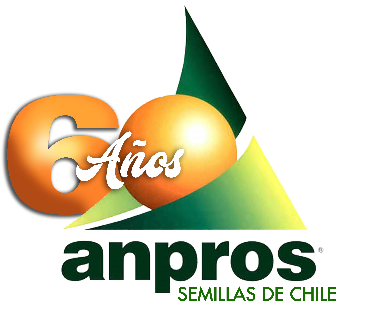 60
Años
anpros®
SEMILLAS DE CHILE